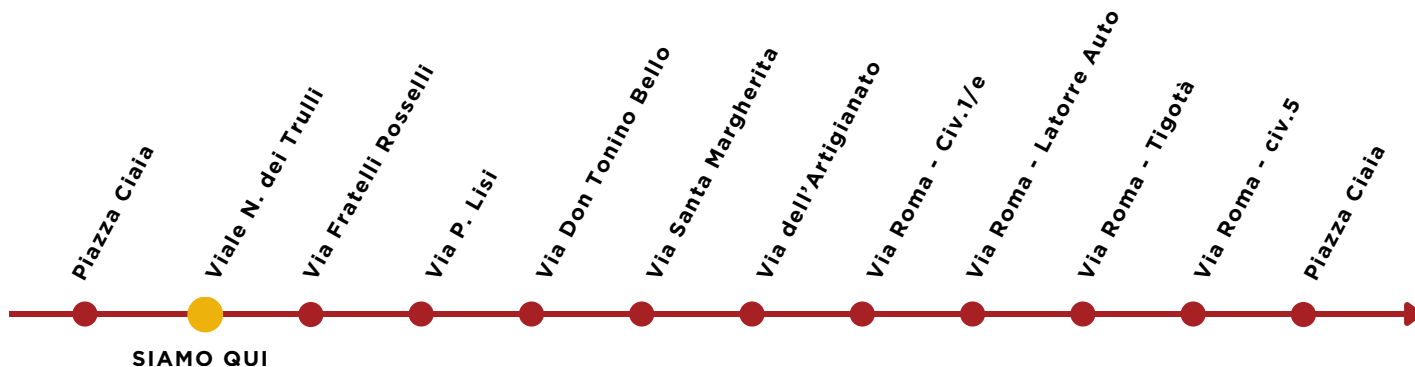 Piazza Ciaia
Viale N. dei Trulli
Via Fratelli Rosselli
Via P. Lisi
Via Don Tonino Bello
Via Santa Margherita
Via dell'Artigianato
Via Roma - Civ.1/e
Via Roma - Latorre Auto
Via Roma - Tigotà
Via Roma - civ.5
Piazza Ciaia
SIAMO QUI